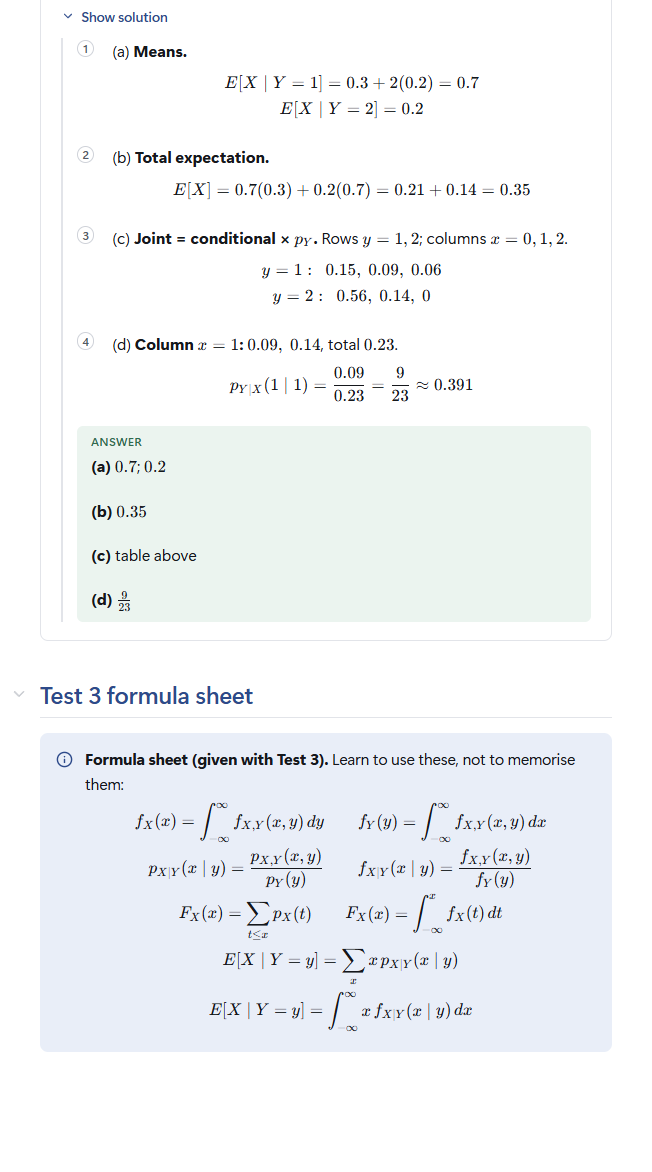 Show solution
1 (a) Means.
E[X | Y = 1] = 0.3 + 2(0.2) = 0.7
E[X | Y = 2] = 0.2
2 (b) Total expectation.
E[X] = 0.7(0.3) + 0.2(0.7) = 0.21 + 0.14 = 0.35
3 (c) Joint = conditional × p_Y. Rows y = 1, 2; columns x = 0, 1, 2.
y = 1 : 0.15, 0.09, 0.06
y = 2 : 0.56, 0.14, 0
4 (d) Column x = 1: 0.09, 0.14, total 0.23.
p_{Y|X}(1 | 1) = 0.09/0.23 = 9/23 ≈ 0.391
ANSWER
(a) 0.7; 0.2
(b) 0.35
(c) table above
(d) 9/23
Test 3 formula sheet
Formula sheet (given with Test 3). Learn to use these, not to memorise
them:
f_X(x) = ∫_{-∞}^{∞} f_{X,Y}(x, y) dy f_Y(y) = ∫_{-∞}^{∞} f_{X,Y}(x, y) dx
p_{X|Y}(x | y) = p_{X,Y}(x, y)/p_Y(y) f_{X|Y}(x | y) = f_{X,Y}(x, y)/f_Y(y)
F_X(x) = ∑_{t≤x} p_X(t) F_X(x) = ∫_{-∞}^{x} f_X(t) dt
E[X | Y = y] = ∑_x x p_{X|Y}(x | y)
E[X | Y = y] = ∫_{-∞}^{∞} x f_{X|Y}(x | y) dx